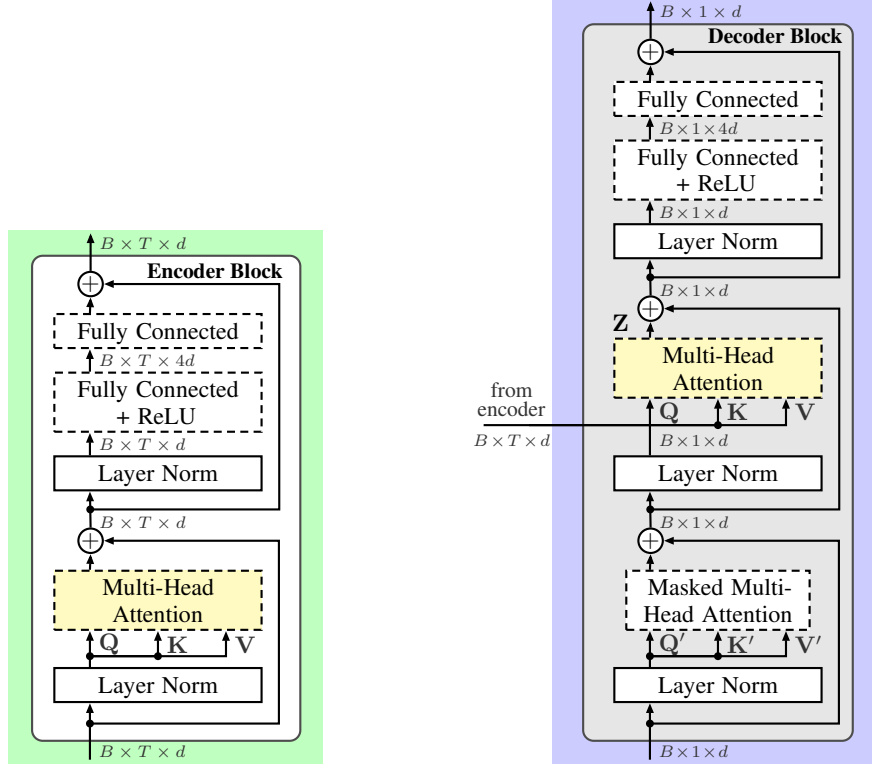 B × T × d
Encoder Block
+
Fully Connected
B × T × 4d
Fully Connected
+ ReLU
B × T × d
Layer Norm
B × T × d
+
Multi-Head
Attention
Q K V
Layer Norm
B × T × d
B × 1 × d
Decoder Block
+
Fully Connected
B×1×4d
Fully Connected
+ ReLU
B×1×d
Layer Norm
B×1×d
+
Z
Multi-Head
Attention
from
encoder
B×T×d
Q K V
B×1×d
Layer Norm
B×1×d
+
Masked Multi-
Head Attention
Q′ K′ V′
Layer Norm
B×1×d